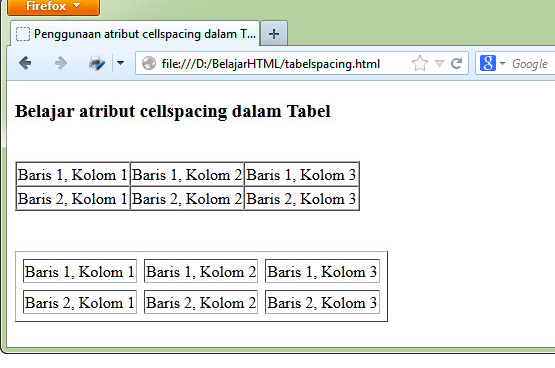 Firefox
Penggunaan atribut cellspacing dalam T...
file:///D:/BelajarHTML/tabelspacing.html
Google
Belajar atribut cellspacing dalam Tabel
Baris 1, Kolom 1 Baris 1, Kolom 2 Baris 1, Kolom 3
Baris 2, Kolom 1 Baris 2, Kolom 2 Baris 2, Kolom 3
Baris 1, Kolom 1 Baris 1, Kolom 2 Baris 1, Kolom 3
Baris 2, Kolom 1 Baris 2, Kolom 2 Baris 2, Kolom 3